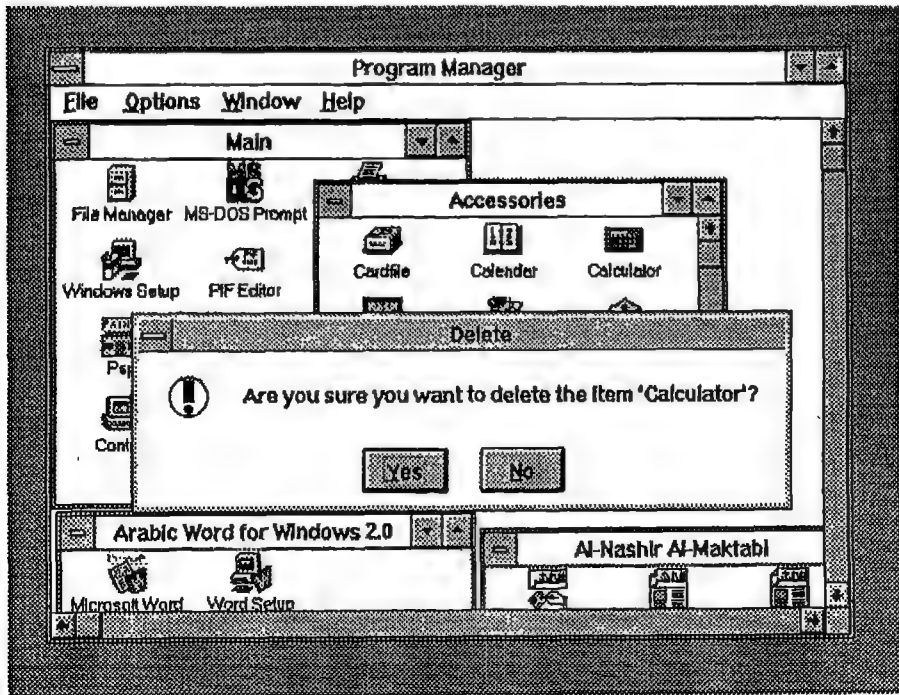 Program Manager
File Options Window Help
Main
File Manager MS-DOS Prompt
Windows Setup PIF Editor
Accessories
Cardfile Calendar Calculator
Delete
Are you sure you want to delete the item 'Calculator'?
Yes No
Arabic Word for Windows 2.0
Microsoft Word Word Setup
Al-Nashir Al-Maktabi